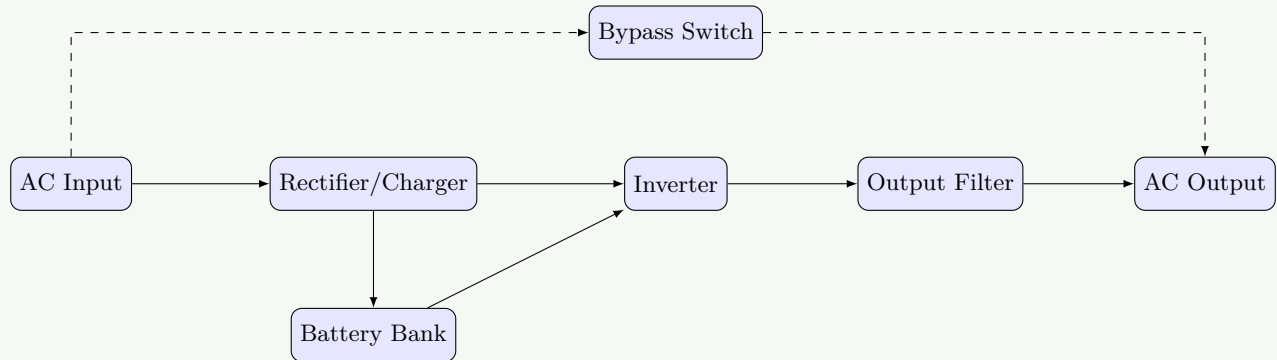 Bypass Switch
AC Input
Rectifier/Charger
Inverter
Output Filter
AC Output
Battery Bank